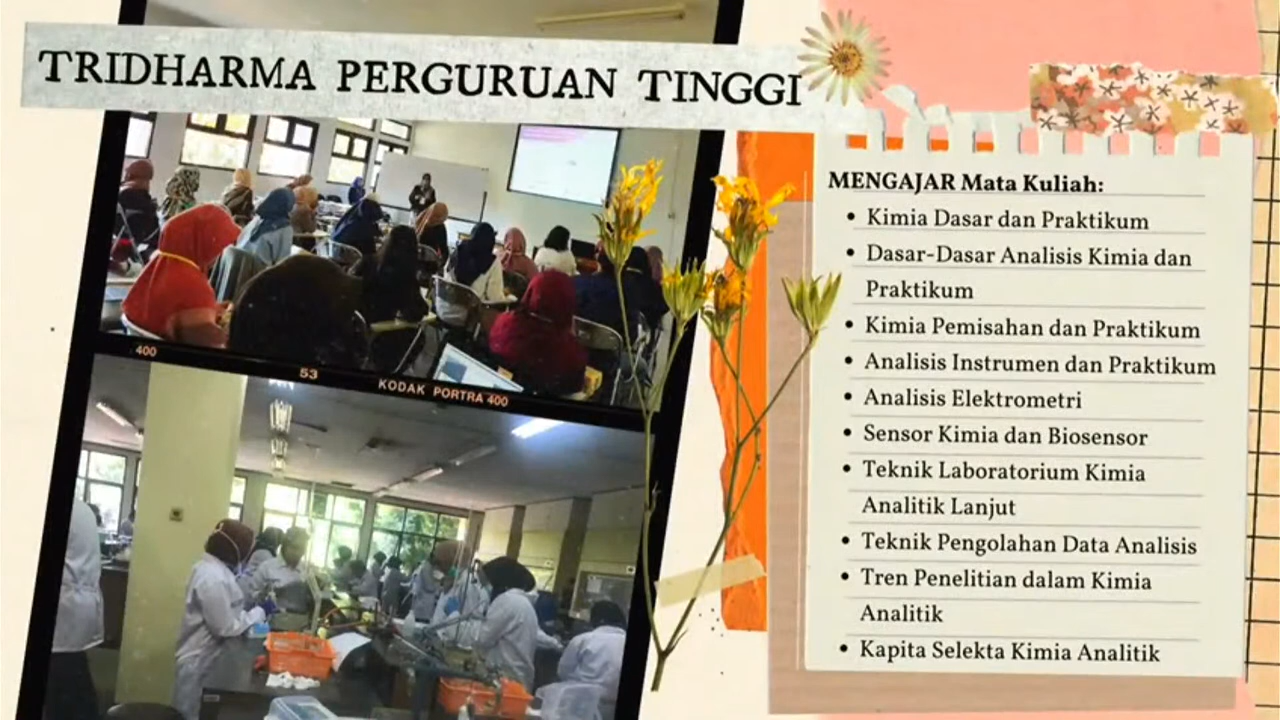 TRIDHARMA PERGURUAN TINGGI
400
53
KODAK PORTRA 400
MENGAJAR Mata Kuliah:
• Kimia Dasar dan Praktikum
• Dasar-Dasar Analisis Kimia dan
Praktikum
• Kimia Pemisahan dan Praktikum
• Analisis Instrumen dan Praktikum
• Analisis Elektrometri
• Sensor Kimia dan Biosensor
• Teknik Laboratorium Kimia
Analitik Lanjut
• Teknik Pengolahan Data Analisis
• Tren Penelitian dalam Kimia
Analitik
• Kapita Selekta Kimia Analitik